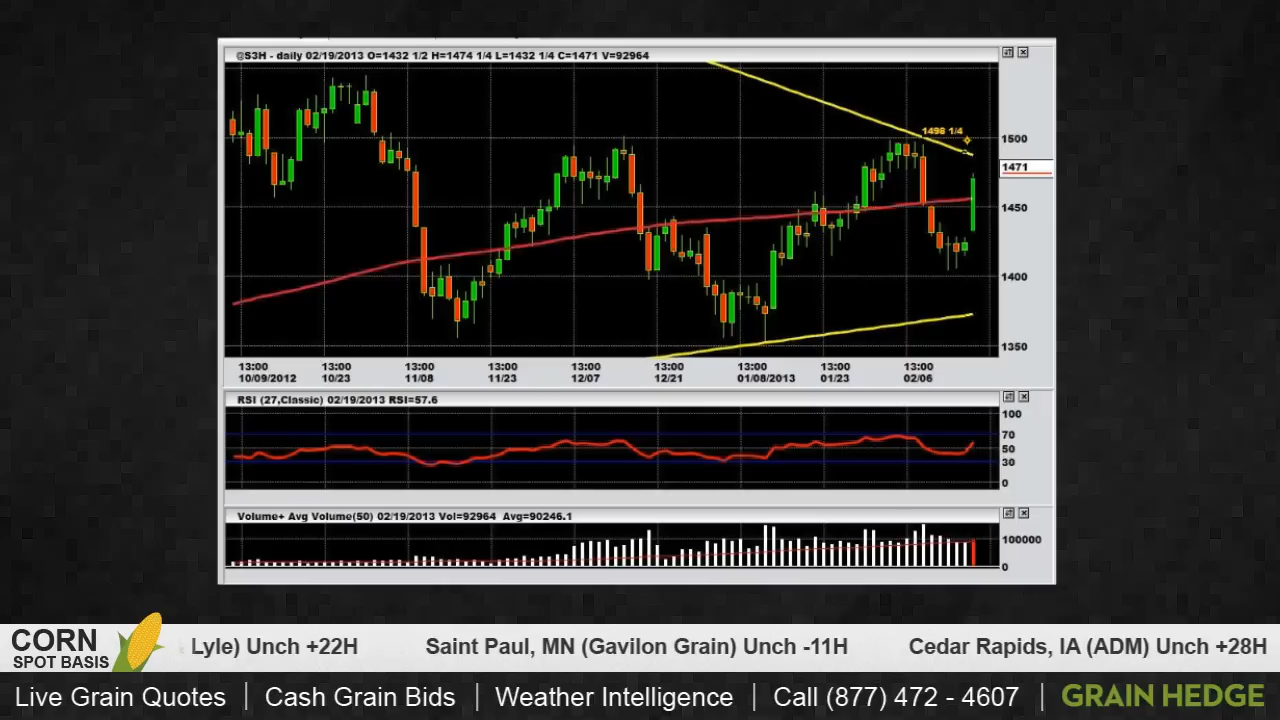 @S3H - daily 02/19/2013 O=1432 1/2 H=1474 1/4 L=1432 1/4 C=1471 V=92964
1498 1/4
1500
1471
1450
1400
1350
13:00 13:00 13:00 13:00 13:00 13:00 13:00 13:00 13:00
10/09/2012 10/23 11/08 11/23 12/07 12/21 01/08/2013 01/23 02/06
RSI (27,Classic) 02/19/2013 RSI=57.6
100
70
50
30
0
Volume+ Avg Volume(50) 02/19/2013 Vol=92964 Avg=90246.1
100000
0
CORN
SPOT BASIS
Lyle) Unch +22H Saint Paul, MN (Gavilon Grain) Unch -11H Cedar Rapids, IA (ADM) Unch +28H
Live Grain Quotes | Cash Grain Bids | Weather Intelligence | Call (877) 472 - 4607 | GRAIN HEDGE